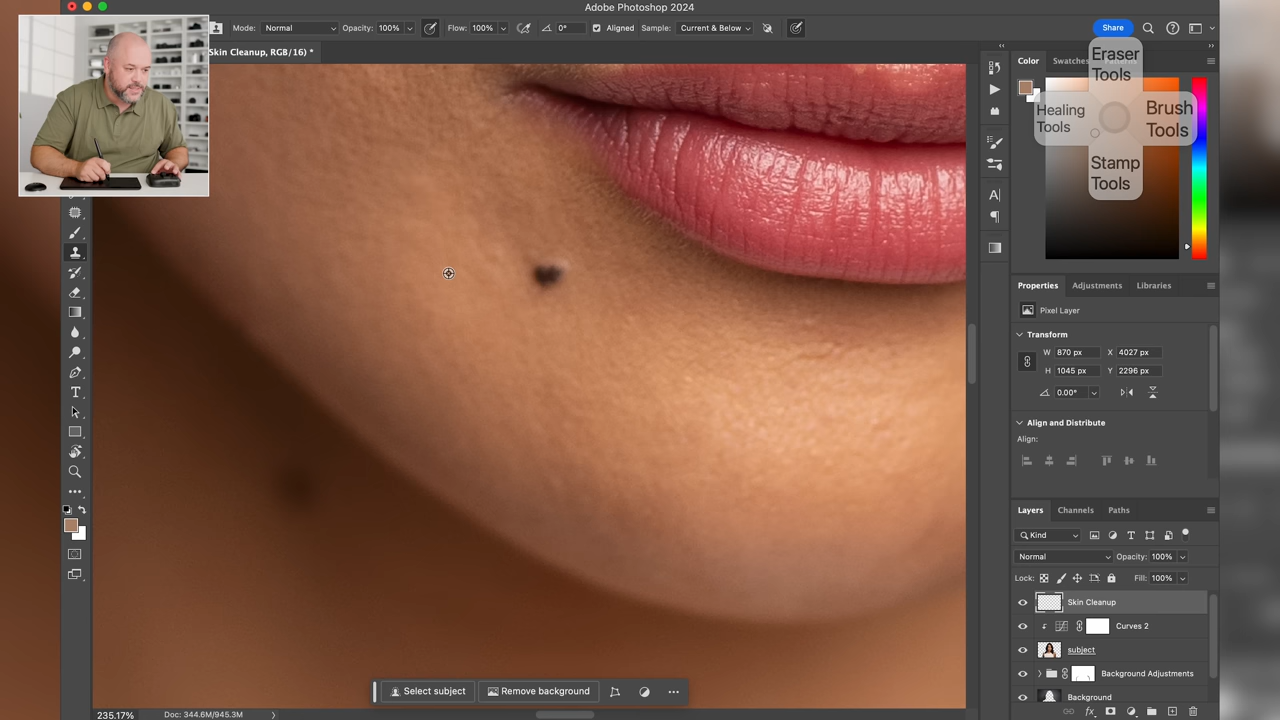 Adobe Photoshop 2024
Mode: Normal Opacity: 100% Flow: 100% 0° Aligned Sample: Current & Below Share
Skin Cleanup, RGB/16) *
Color Swatches
Eraser
Tools
Healing
Tools
Brush
Tools
Stamp
Tools
Properties Adjustments Libraries
Pixel Layer
Transform
W 870 px X 4027 px
H 1045 px Y 2296 px
0.00°
Align and Distribute
Align:
Layers Channels Paths
Kind
Normal Opacity: 100%
Lock: Fill: 100%
Skin Cleanup
Curves 2
subject
Background Adjustments
Background
Select subject Remove background
235.17% Doc: 344.6M/945.3M